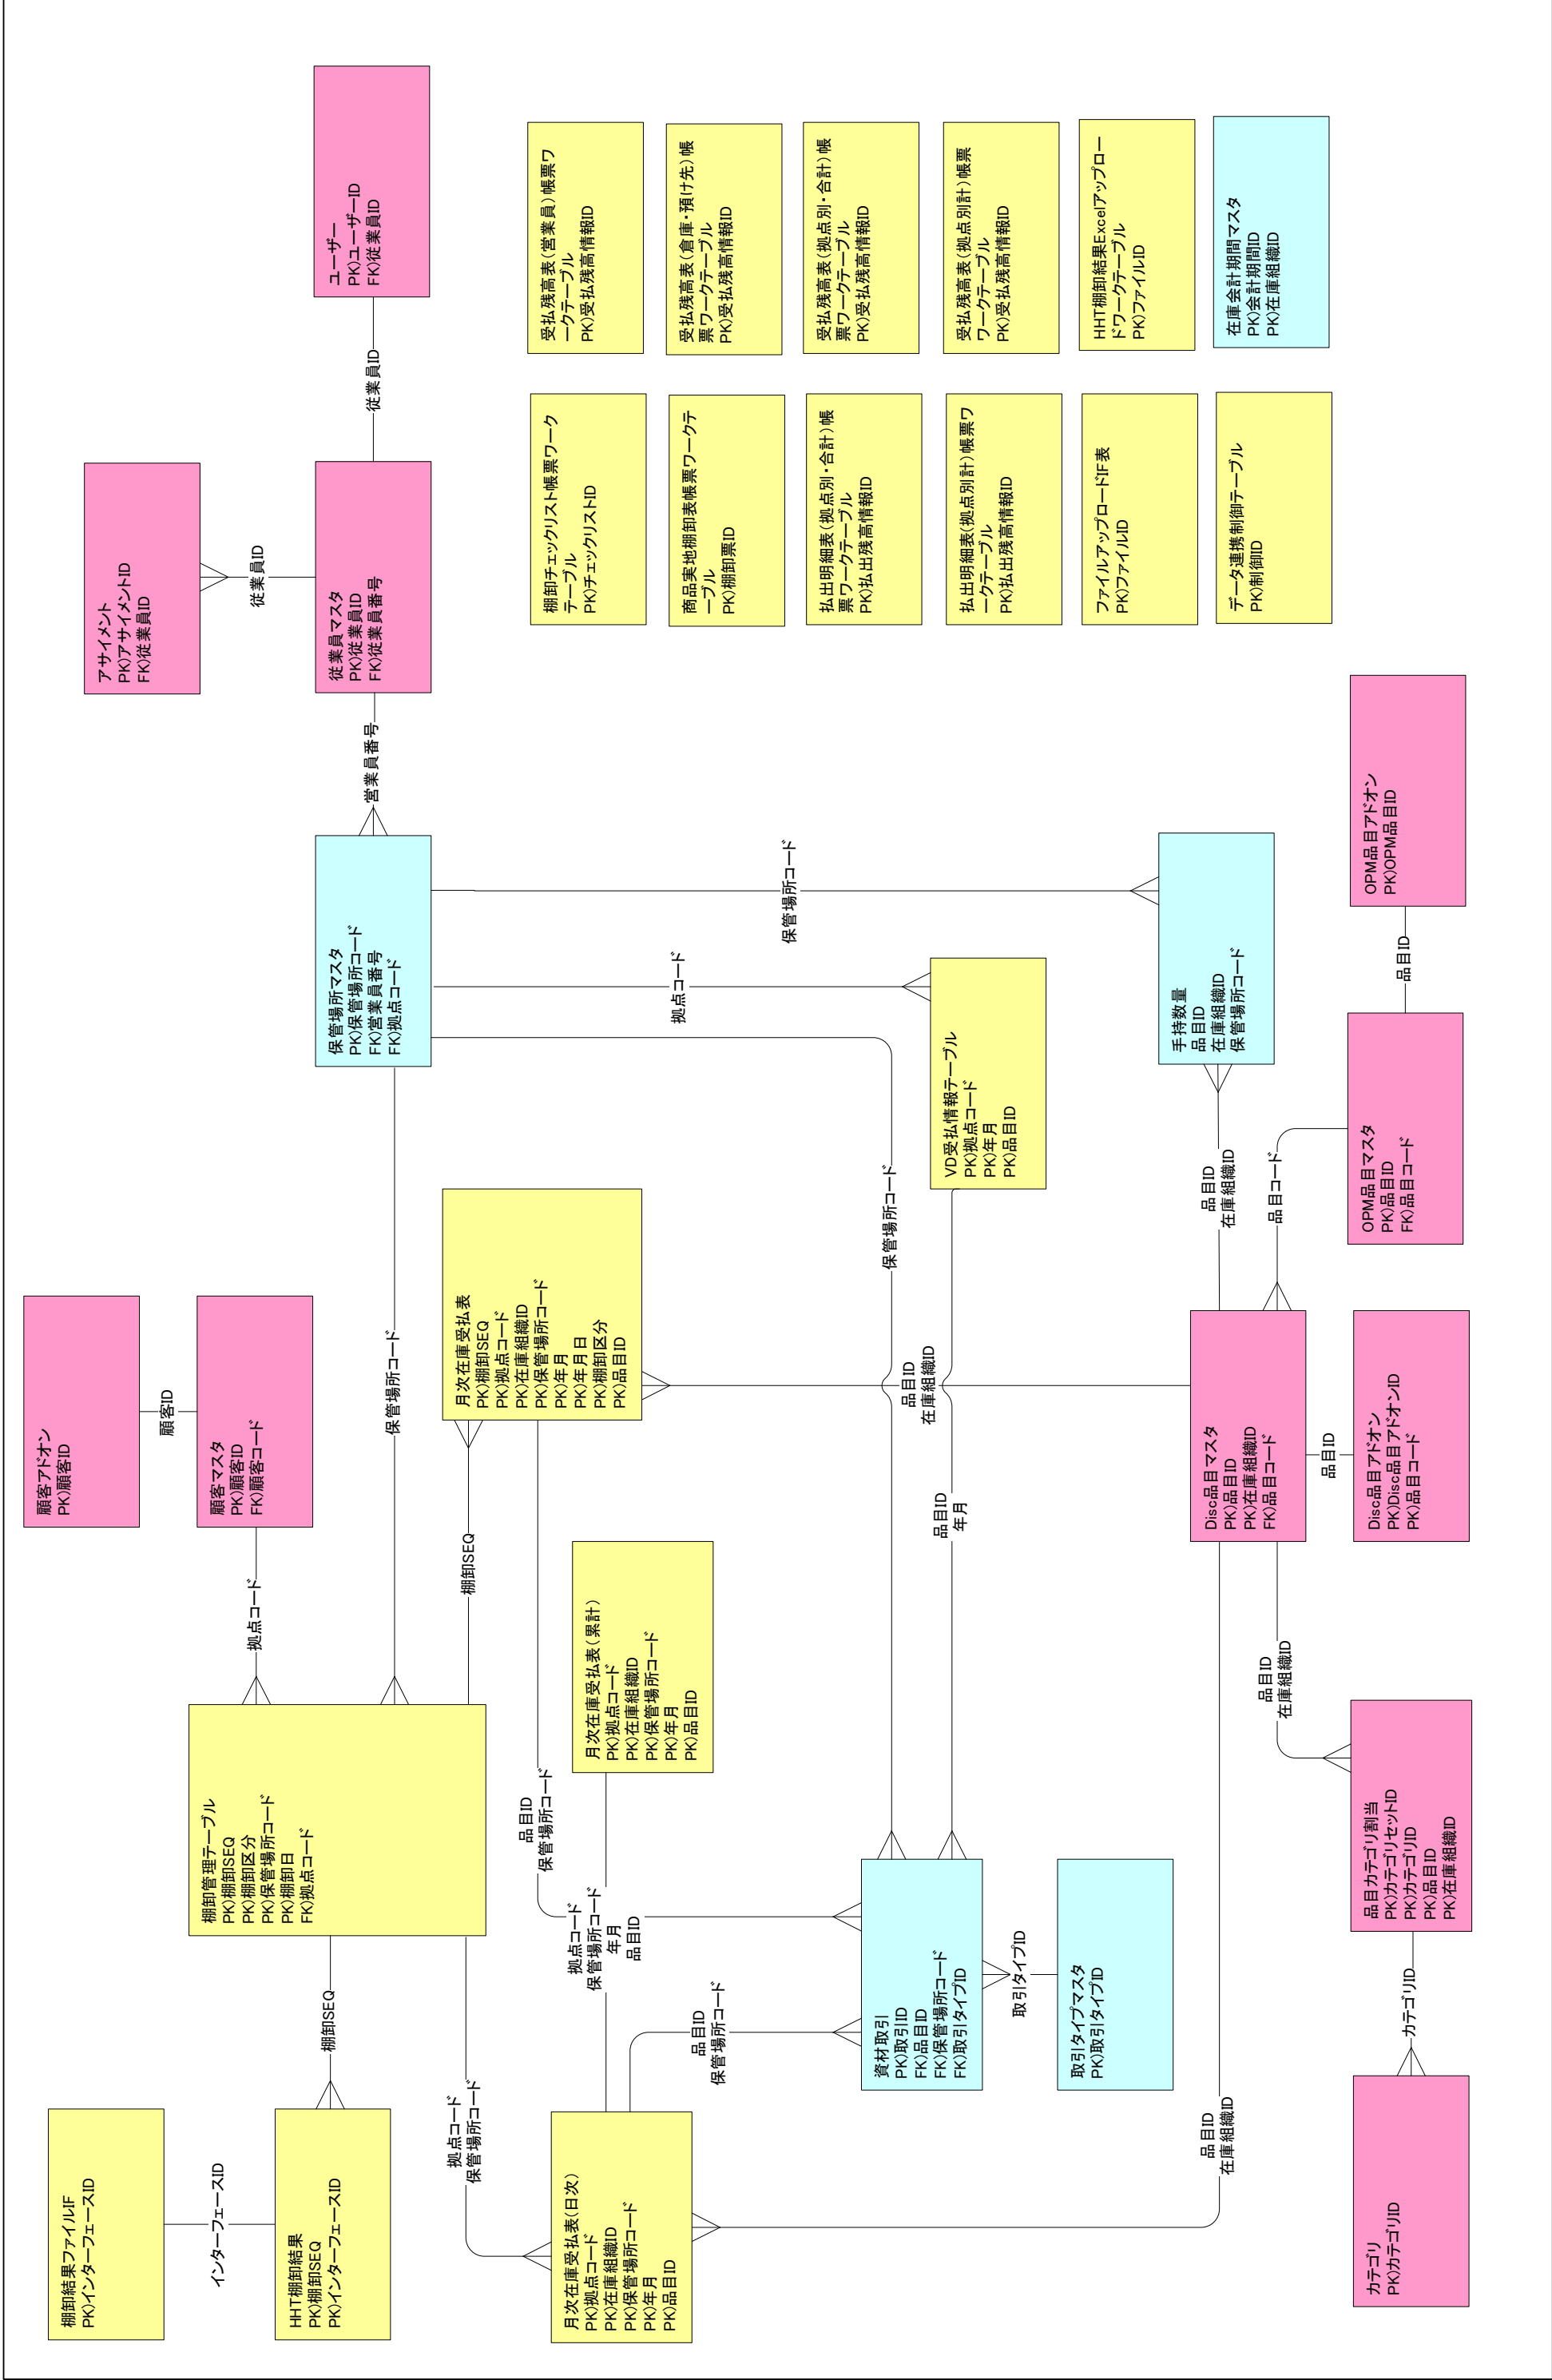 棚卸結果ファイルIF
PK)インターフェースID
インターフェースID
HHT棚卸結果
PK)棚卸SEQ
PK)インターフェースID
棚卸SEQ
棚卸管理テーブル
PK)棚卸SEQ
PK)棚卸区分
PK)保管場所コード
PK)棚卸日
FK)拠点コード
拠点コード
顧客アドオン
PK)顧客ID
顧客ID
顧客マスタ
PK)顧客ID
FK)顧客コード
保管場所コード
棚卸SEQ
月次在庫受払表
PK)棚卸SEQ
PK)拠点コード
PK)在庫組織ID
PK)保管場所コード
PK)年月
PK)年月日
PK)棚卸区分
PK)品目ID
保管場所マスタ
PK)保管場所コード
FK)営業員番号
FK)拠点コード
営業員番号
アサイメント
PK)アサイメントID
FK)従業員ID
従業員ID
従業員マスタ
PK)従業員ID
FK)従業員番号
従業員ID
ユーザー
PK)ユーザーID
FK)従業員ID
拠点コード
保管場所コード
月次在庫受払表(日次)
PK)拠点コード
PK)在庫組織ID
PK)保管場所コード
PK)年月
PK)品目ID
品目ID
保管場所コード
拠点コード
保管場所コード
年月
品目ID
品目ID
保管場所コード
月次在庫受払表(累計)
PK)拠点コード
PK)在庫組織ID
PK)保管場所コード
PK)年月
PK)品目ID
資材取引
PK)取引ID
FK)品目ID
FK)保管場所コード
FK)取引タイプID
取引タイプID
取引タイプマスタ
PK)取引タイプID
保管場所コード
品目ID
年月
品目ID
在庫組織ID
拠点コード
保管場所コード
VD受払情報テーブル
PK)拠点コード
PK)年月
PK)品目ID
手持数量
品目ID
在庫組織ID
保管場所コード
品目ID
在庫組織ID
品目コード
品目ID
在庫組織ID
カテゴリ
PK)カテゴリID
カテゴリID
品目カテゴリ割当
PK)カテゴリセットID
PK)カテゴリID
PK)品目ID
PK)在庫組織ID
品目ID
在庫組織ID
Disc品目マスタ
PK)品目ID
PK)在庫組織ID
FK)品目コード
品目ID
Disc品目アドオン
PK)Disc品目アドオンID
PK)品目コード
OPM品目マスタ
PK)品目ID
FK)品目コード
品目ID
OPM品目アドオン
PK)OPM品目ID
棚卸チェックリスト帳票ワーク
テーブル
PK)チェックリストID
商品実地棚卸表帳票ワークテ
ーブル
PK)棚卸票ID
払出明細表(拠点別・合計)帳
票ワークテーブル
PK)払出残高情報ID
払出明細表(拠点別計)帳票ワ
ークテーブル
PK)払出残高情報ID
ファイルアップロードIF表
PK)ファイルID
データ連携制御テーブル
PK)制御ID
受払残高表(営業員)帳票ワ
ークテーブル
PK)受払残高情報ID
受払残高表(倉庫・預け先)帳
票ワークテーブル
PK)受払残高情報ID
受払残高表(拠点別・合計)帳
票ワークテーブル
PK)受払残高情報ID
受払残高表(拠点別計)帳票
ワークテーブル
PK)受払残高情報ID
HHT棚卸結果Excelアップロー
ドワークテーブル
PK)ファイルID
在庫会計期間マスタ
PK)会計期間ID
PK)在庫組織ID